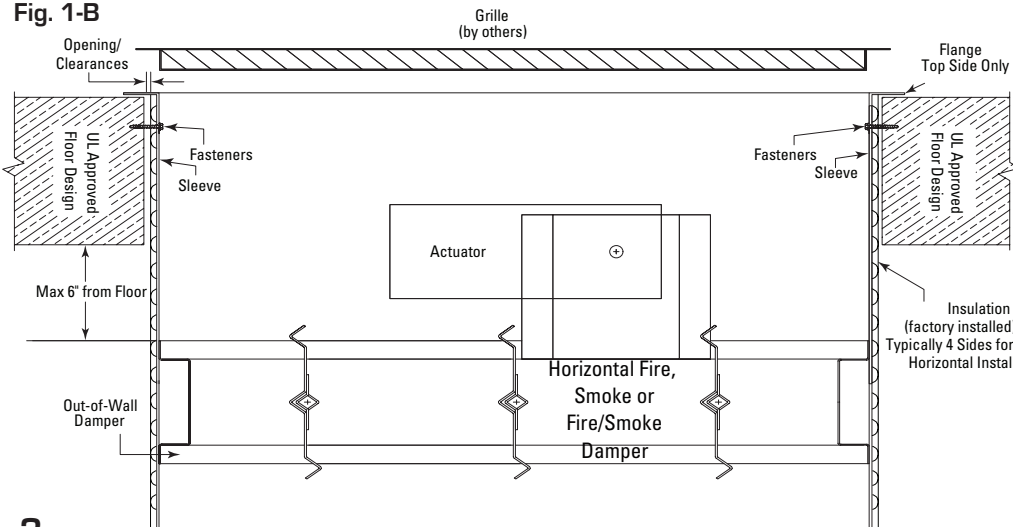 Fig. 1-B
Grille
(by others)
Opening/
Clearances
Flange
Top Side Only
UL Approved
Floor Design
Fasteners
Sleeve
Fasteners
Sleeve
UL Approved
Floor Design
Actuator
Max 6" from Floor
Insulation
(factory installed)
Typically 4 Sides for
Horizontal Instal
Horizontal Fire,
Smoke or
Fire/Smoke
Damper
Out-of-Wall
Damper